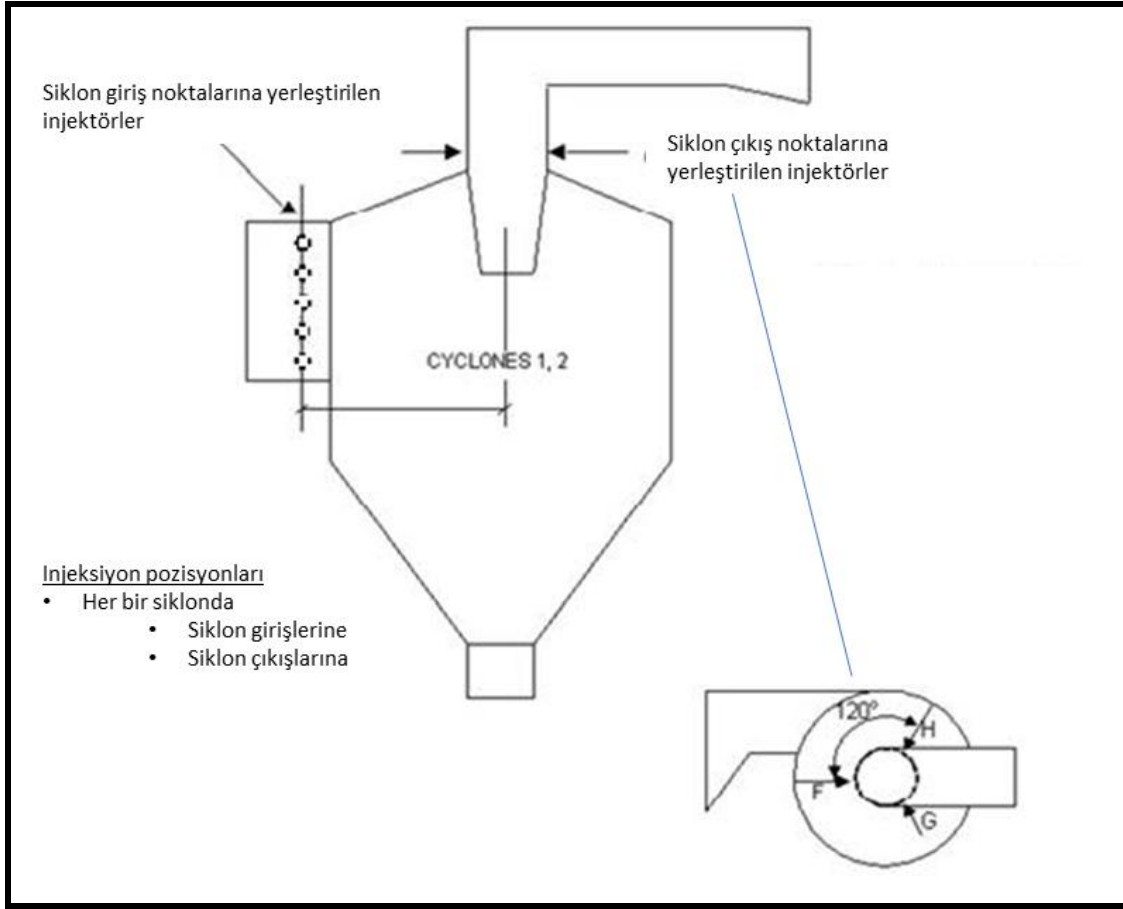 Siklon giriş noktalarına yerleştirilen
injektörler
Siklon çıkış noktalarına
yerleştirilen injektörler
CYCLONES 1, 2
Injeksiyon pozisyonları
• Her bir siklonda
• Siklon girişlerine
• Siklon çıkışlarına
120°
H
F
G